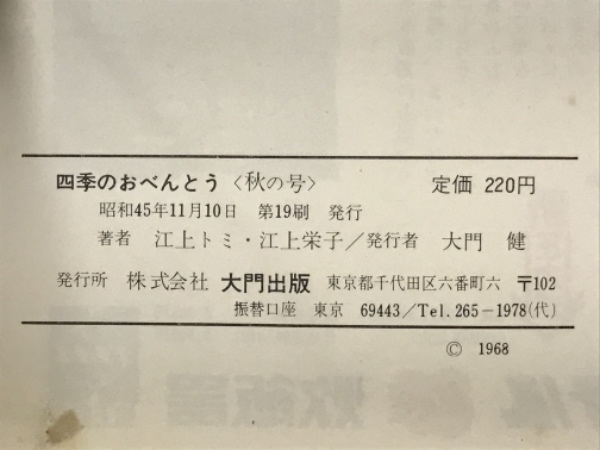 四季のおべんとう〈秋の号〉 定価 220円
昭和45年11月10日 第19刷 発行
著者 江上トミ・江上栄子/発行者 大門 健
発行所 株式会社 大門出版 東京都千代田区六番町六 〒102
振替口座 東京 69443/Tel. 265-1978(代)
© 1968